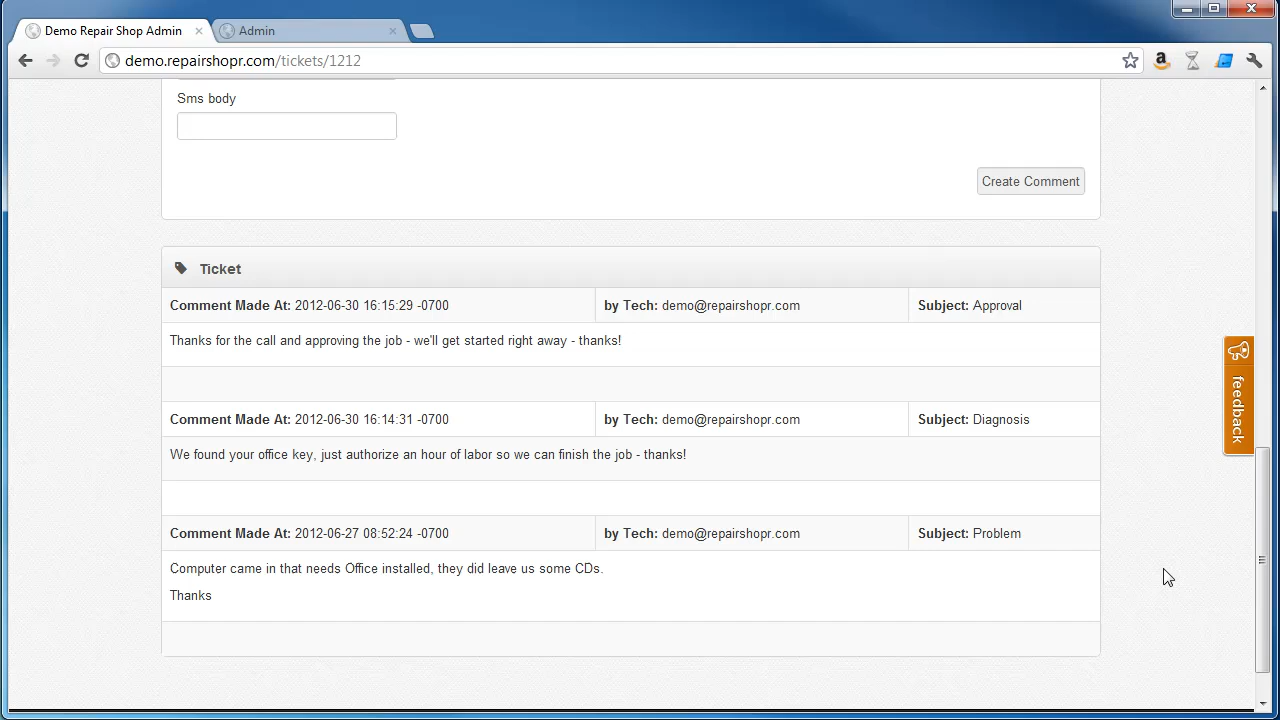 Demo Repair Shop Admin
Admin
demo.repairshopr.com/tickets/1212
Sms body
Create Comment
Ticket
Comment Made At: 2012-06-30 16:15:29 -0700 by Tech: demo@repairshopr.com Subject: Approval
Thanks for the call and approving the job - we'll get started right away - thanks!
Comment Made At: 2012-06-30 16:14:31 -0700 by Tech: demo@repairshopr.com Subject: Diagnosis
We found your office key, just authorize an hour of labor so we can finish the job - thanks!
Comment Made At: 2012-06-27 08:52:24 -0700 by Tech: demo@repairshopr.com Subject: Problem
Computer came in that needs Office installed, they did leave us some CDs.
Thanks
feedback